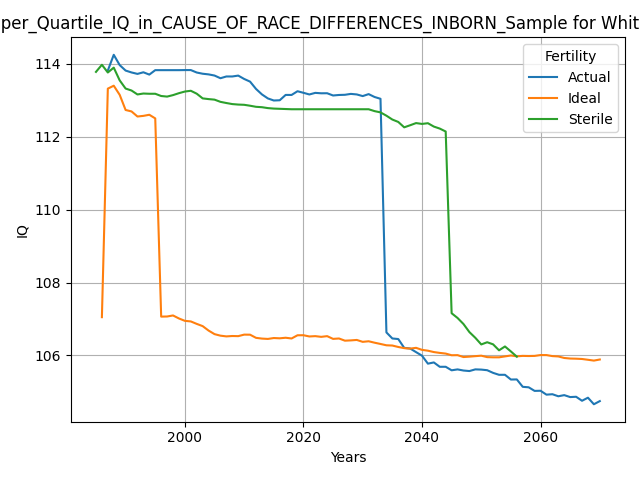 per_Quartile_IQ_in_CAUSE_OF_RACE_DIFFERENCES_INBORN_Sample for Whit
114
112
110
108
106
IQ
Fertility
Actual
Ideal
Sterile
2000
2020
2040
2060
Years